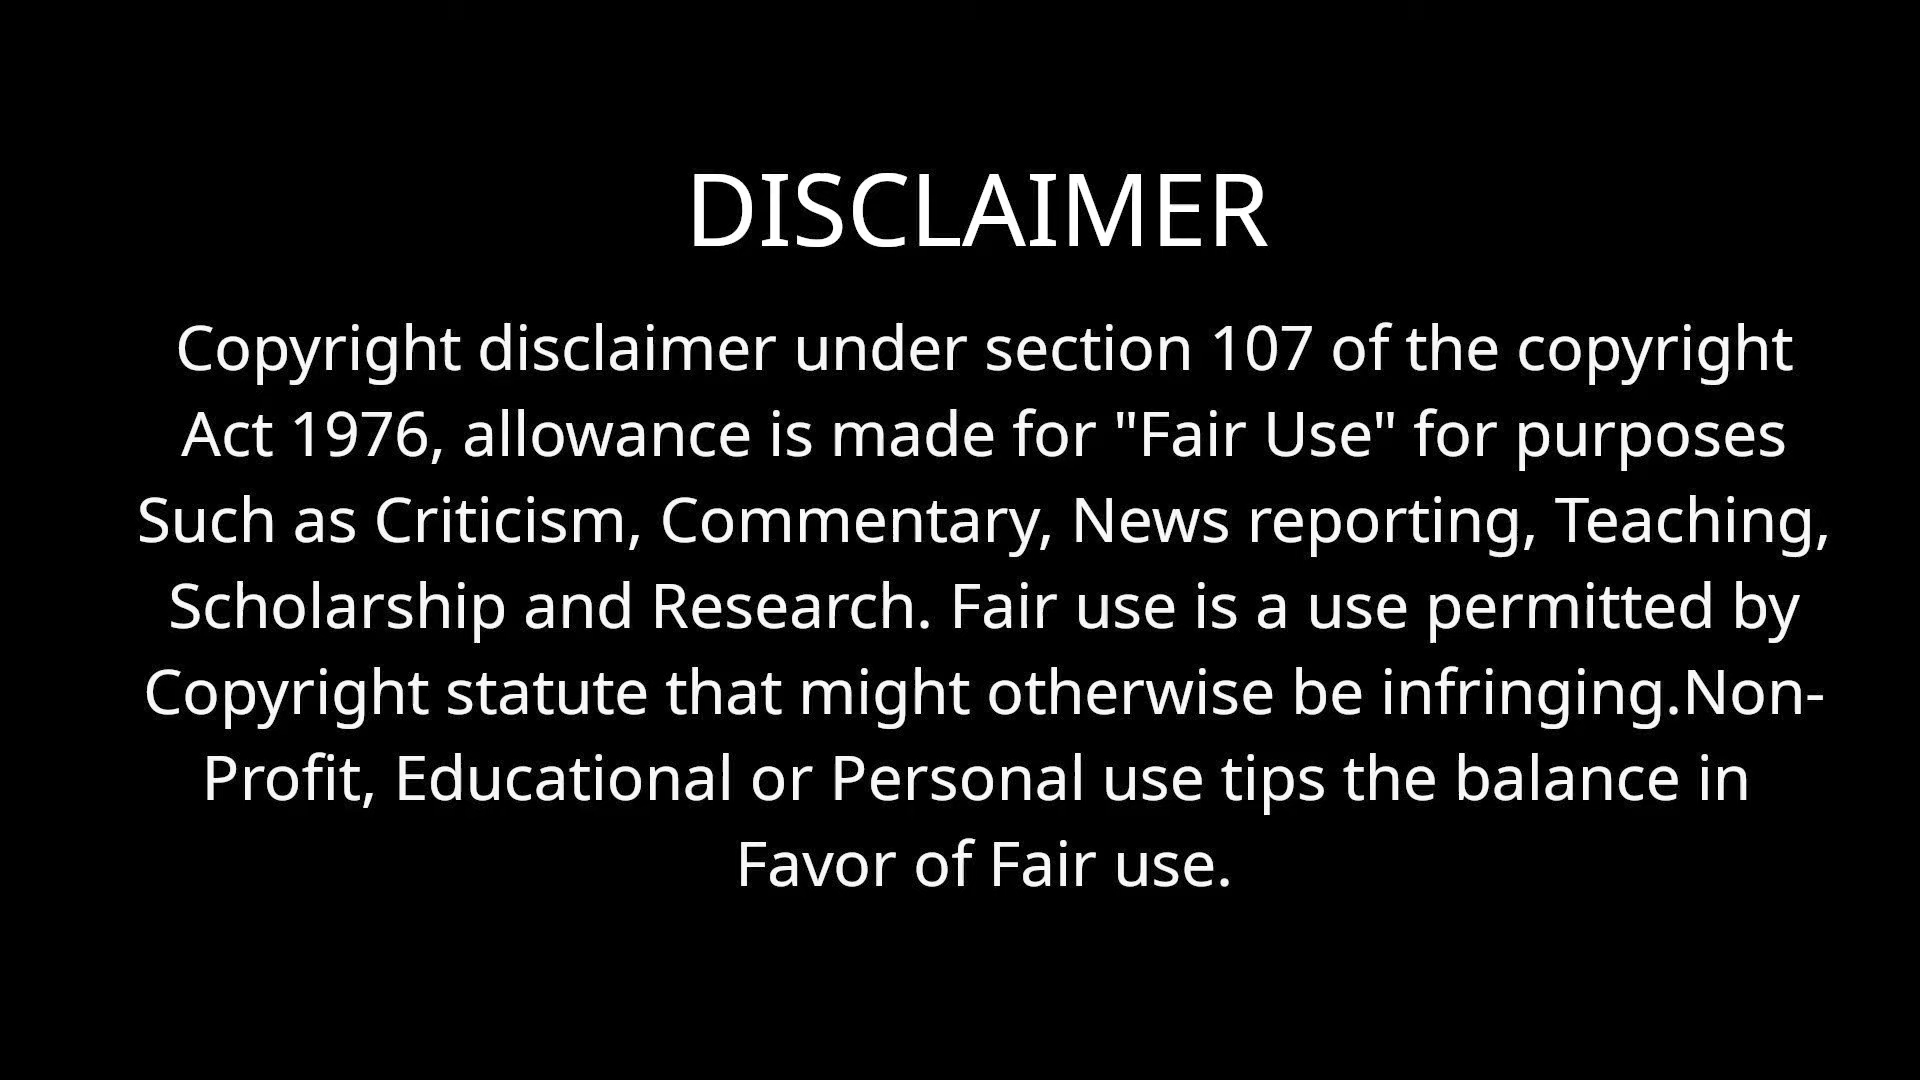 DISCLAIMER
Copyright disclaimer under section 107 of the copyright
Act 1976, allowance is made for "Fair Use" for purposes
Such as Criticism, Commentary, News reporting, Teaching,
Scholarship and Research. Fair use is a use permitted by
Copyright statute that might otherwise be infringing.Non-
Profit, Educational or Personal use tips the balance in
Favor of Fair use.